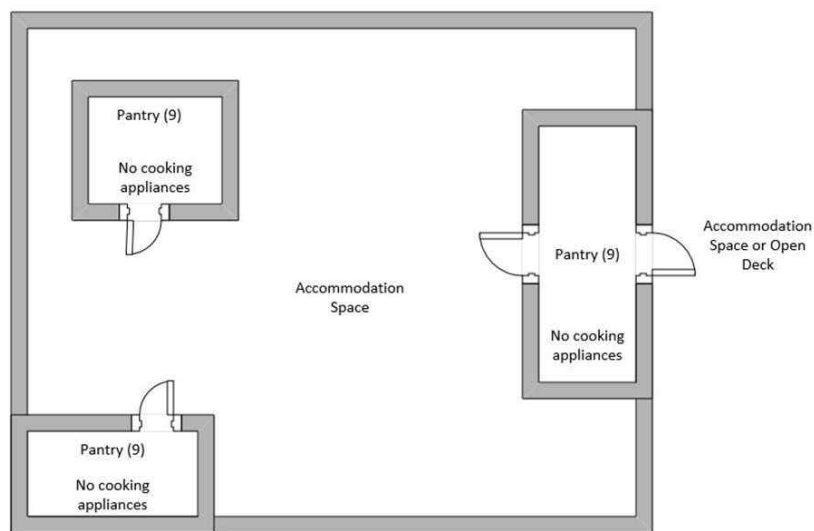 Pantry (9)
No cooking
appliances
Accommodation
Space or Open
Deck
Pantry (9)
Accommodation
Space
No cooking
appliances
Pantry (9)
No cooking
appliances